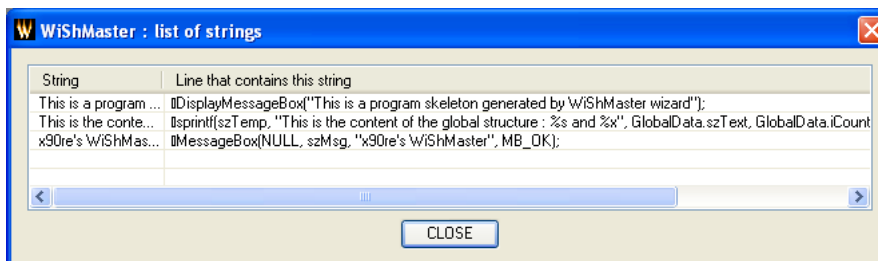 WiShMaster : list of strings
String Line that contains this string
This is a program ... ▯DisplayMessageBox("This is a program skeleton generated by WiShMaster wizard");
This is the conte... ▯sprintf(szTemp, "This is the content of the global structure : %s and %x", GlobalData.szText, GlobalData.iCount
x90re's WiShMas... ▯MessageBox(NULL, szMsg, "x90re's WiShMaster", MB_OK);
CLOSE